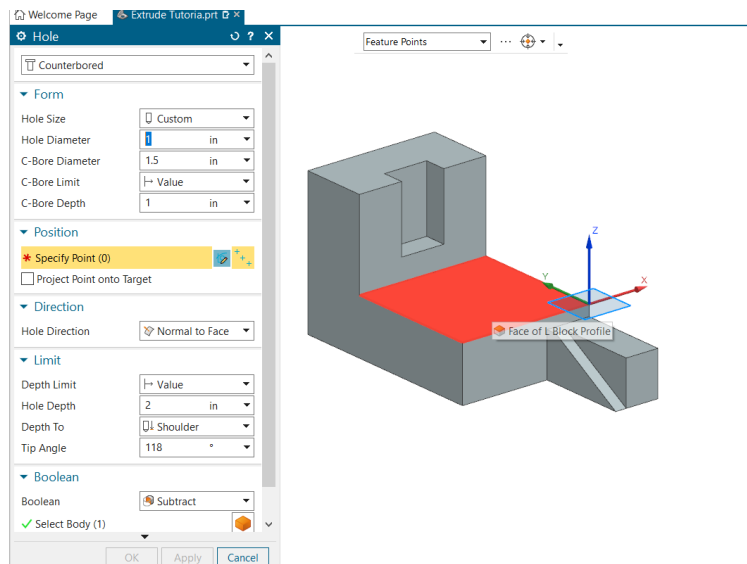 Welcome Page
Extrude Tutoria.prt
Hole
?
Feature Points
Counterbored
Form
Hole Size
Custom
Hole Diameter
1 in
C-Bore Diameter
1.5 in
C-Bore Limit
Value
C-Bore Depth
1 in
Position
* Specify Point (0)
Project Point onto Target
Direction
Hole Direction
Normal to Face
Limit
Depth Limit
Value
Hole Depth
2 in
Depth To
Shoulder
Tip Angle
118 °
Boolean
Boolean
Subtract
Select Body (1)
OK
Apply
Cancel
Z
Y
X
Face of L Block Profile